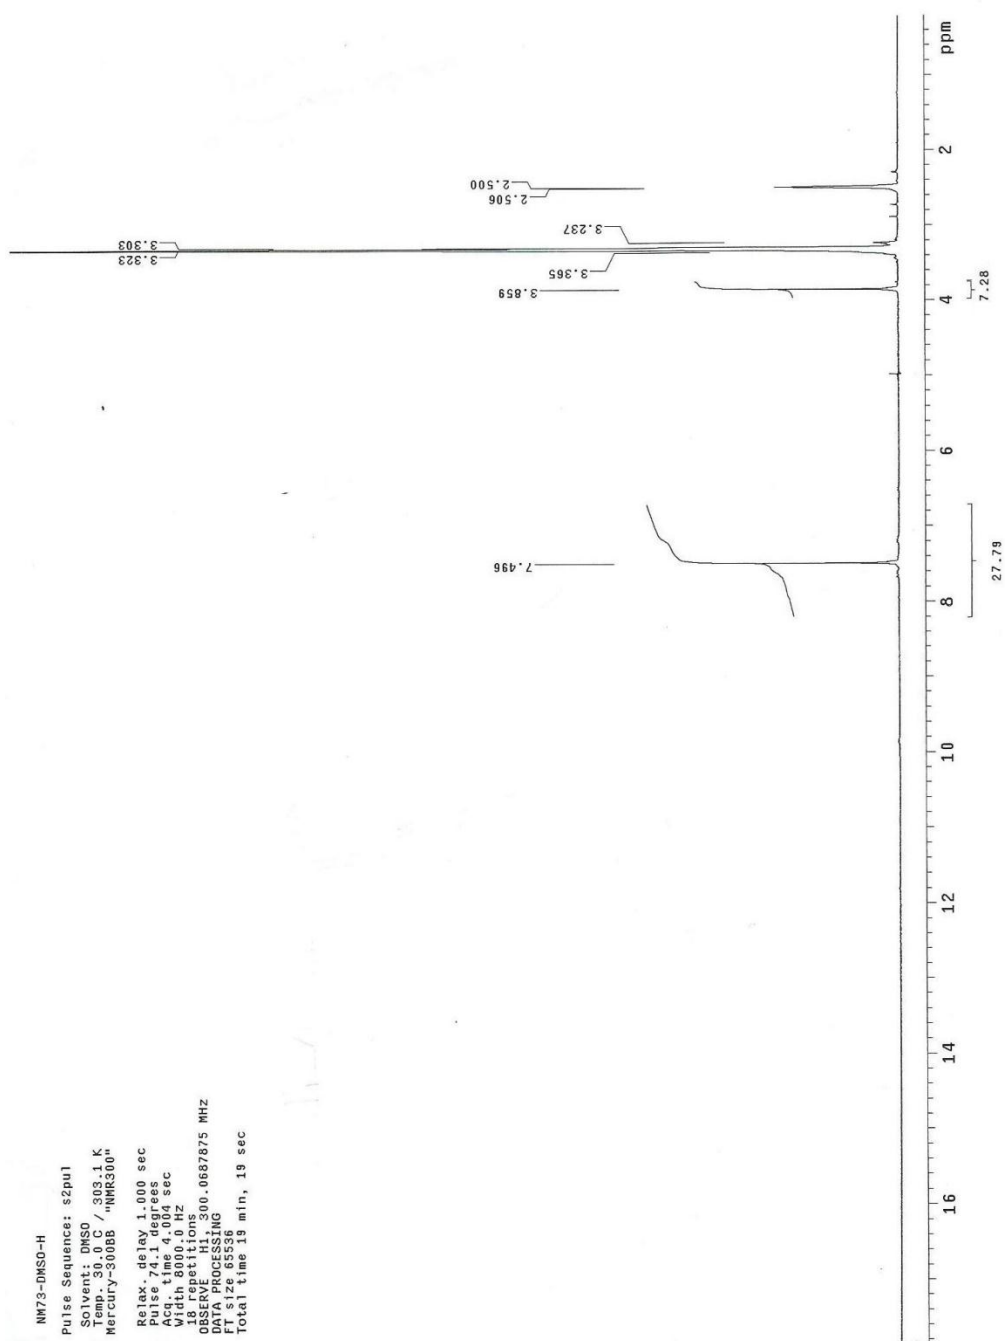 NM73-DMSO-H
Pulse Sequence: s2pul
Solvent: DMSO
Temp. 30.0 C / 303.1 K
Mercury-300BB "NMR300"
Relax. delay 1.000 sec
Pulse 74.1 degrees
Acq. time 4.004 sec
Width 8000.0 Hz
18 repetitions
OBSERVE H1, 300.0687875 MHz
DATA PROCESSING
FT size 65536
Total time 19 min, 19 sec
7.496
3.859
3.365
3.323
3.303
3.237
2.506
2.500
16
14
12
10
8
6
4
2
ppm
27.79
7.28